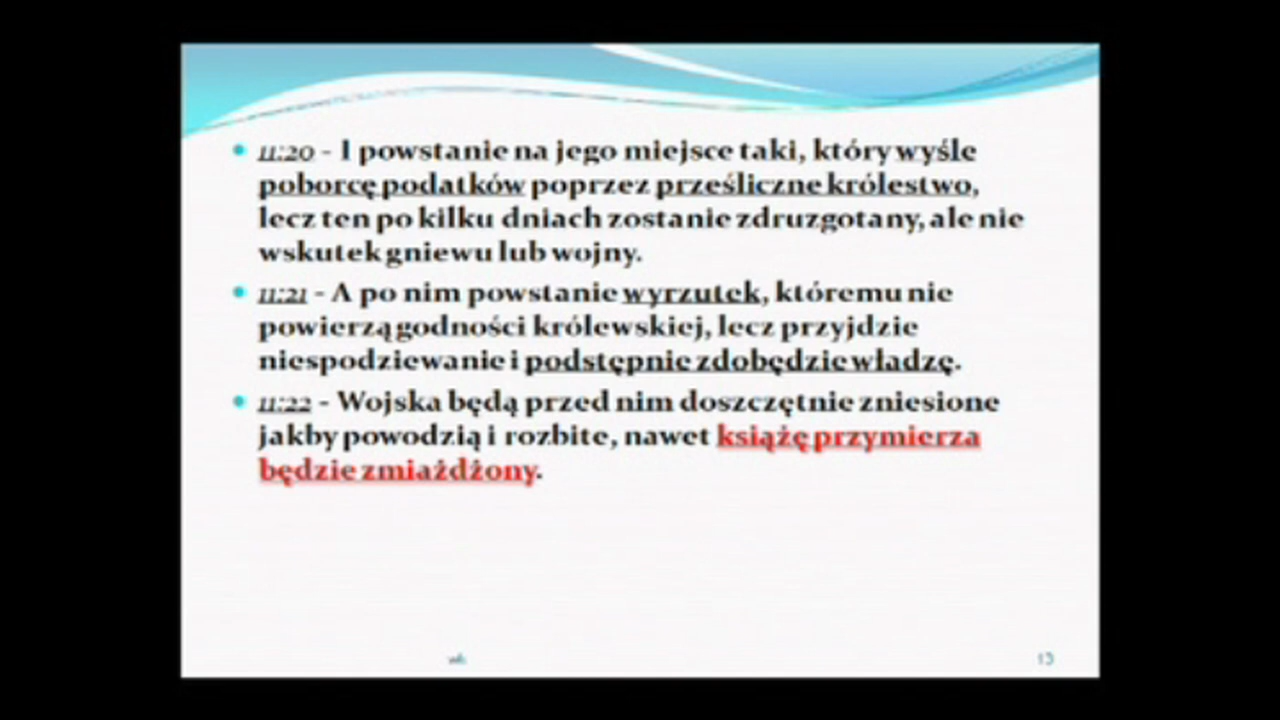 11:20 - I powstanie na jego miejsce taki, który wyśle
poborcę podatków poprzez prześliczne królestwo,
lecz ten po kilku dniach zostanie zdruzgotany, ale nie
wskutek gniewu lub wojny.
11:21 - A po nim powstanie wyrzutek, któremu nie
powierzą godności królewskiej, lecz przyjdzie
niespodziewanie i podstępnie zdobędzie władzę.
11:22 - Wojska będą przed nim doszczętnie zniesione
jakby powodzią i rozbite, nawet książę przymierza
będzie zmiażdżony.
13